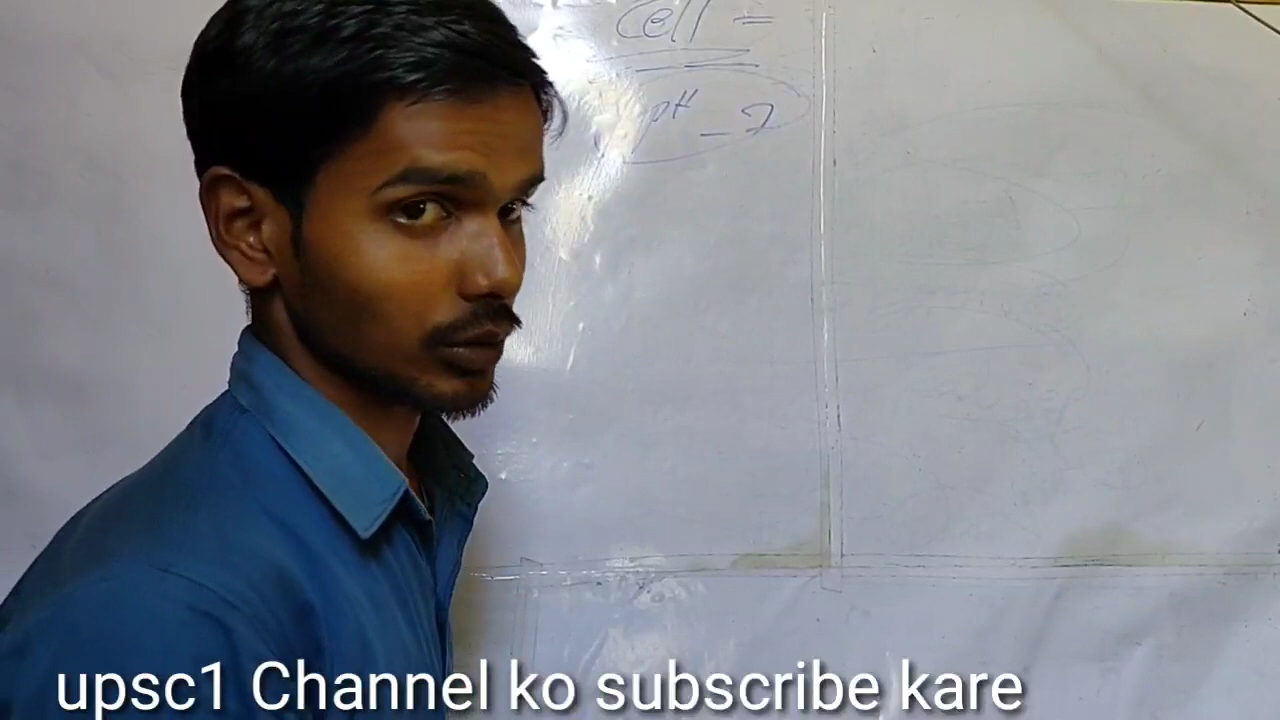 Cell =
pH - 7
upsc1 Channel ko subscribe kare